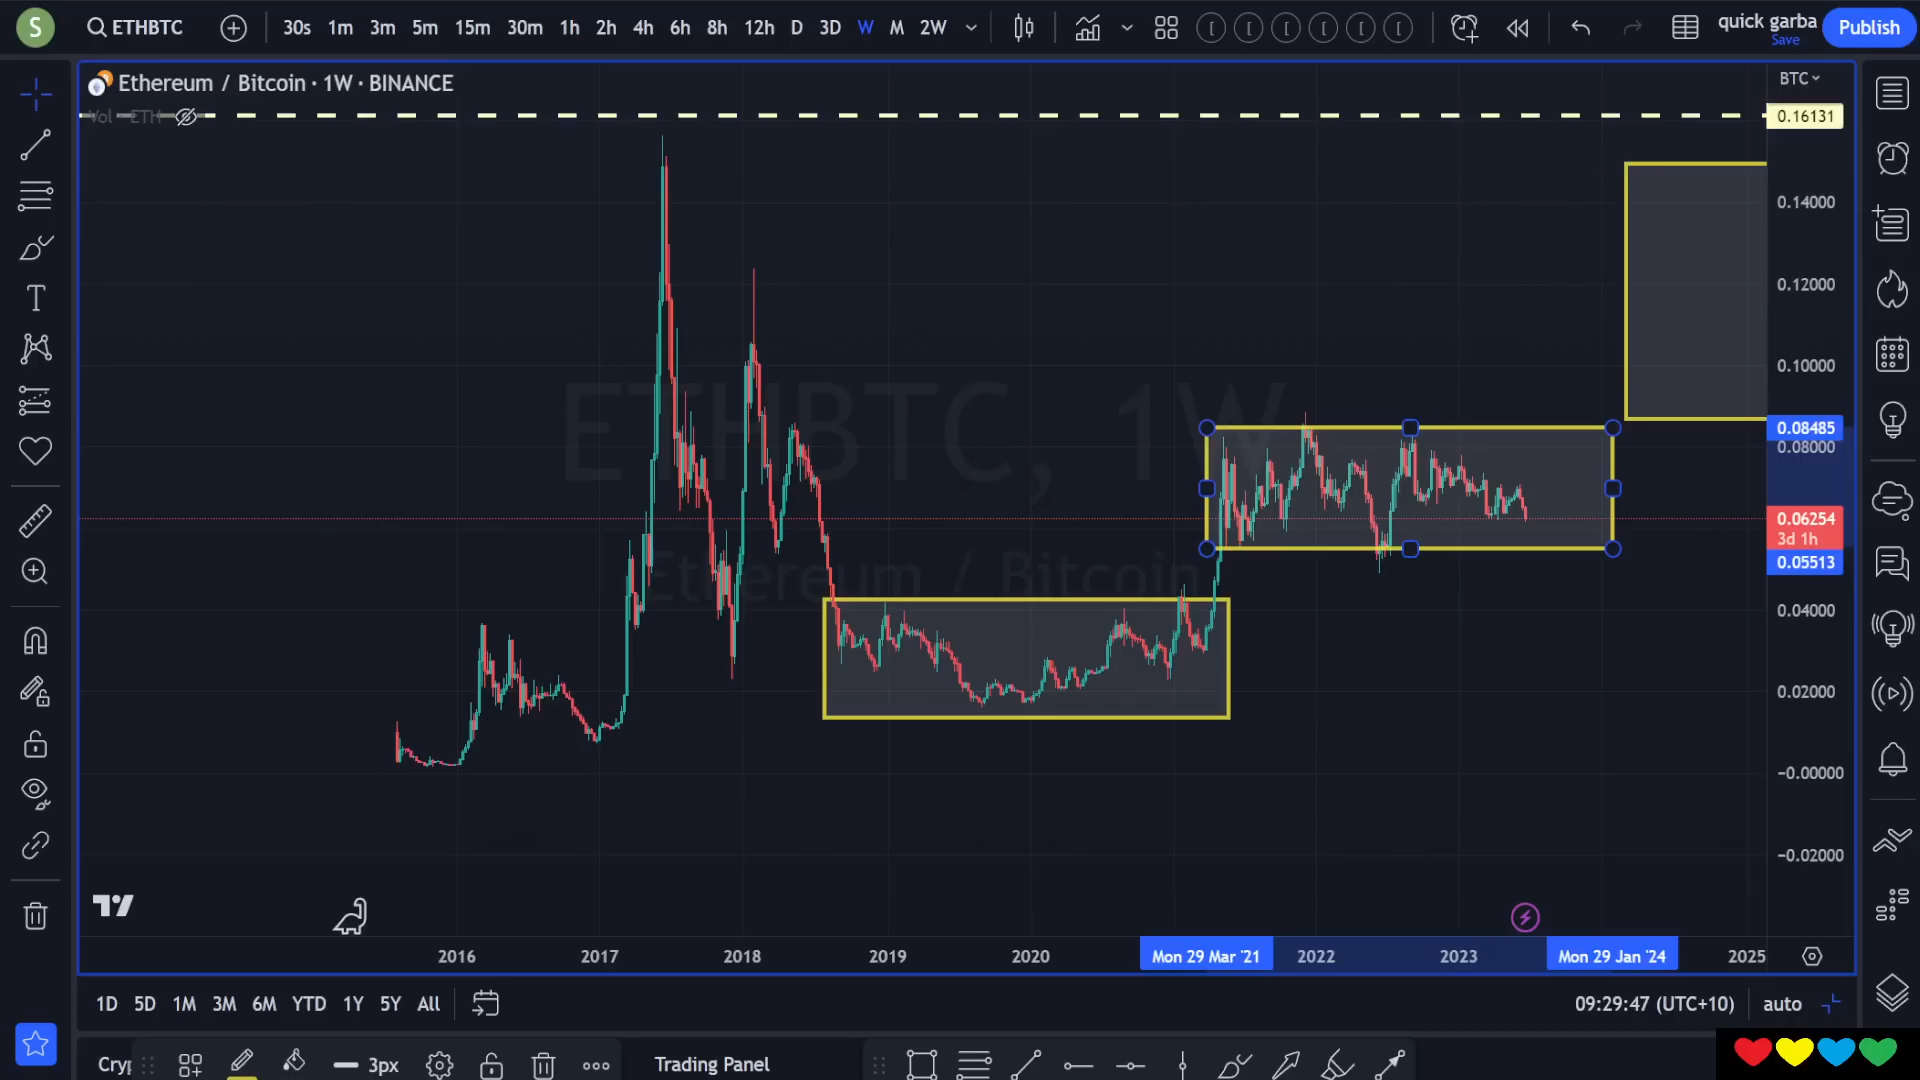 S
ETHBTC
30s 1m 3m 5m 15m 30m 1h 2h 4h 6h 8h 12h D 3D W M 2W
quick garba
Save
Publish
Ethereum / Bitcoin · 1W · BINANCE
Vol · ETH
BTC
0.16131
0.14000
0.12000
0.10000
0.08485
0.08000
0.06254
3d 1h
0.05513
0.04000
0.02000
−0.00000
−0.02000
ETHBTC, 1W
Ethereum / Bitcoin
2016 2017 2018 2019 2020 Mon 29 Mar '21 2022 2023 Mon 29 Jan '24 2025
1D 5D 1M 3M 6M YTD 1Y 5Y All
09:29:47 (UTC+10) auto
3px
Trading Panel